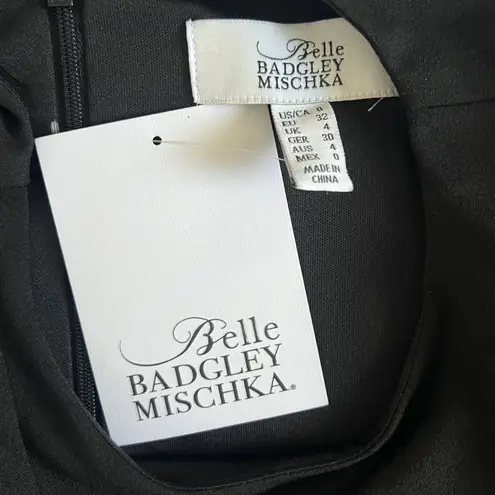 Belle
BADGLEY
MISCHKA
US/CA 0
EU 32
UK 4
GER 30
AUS 4
MEX 0
MADE IN
CHINA
Belle
BADGLEY
MISCHKA®